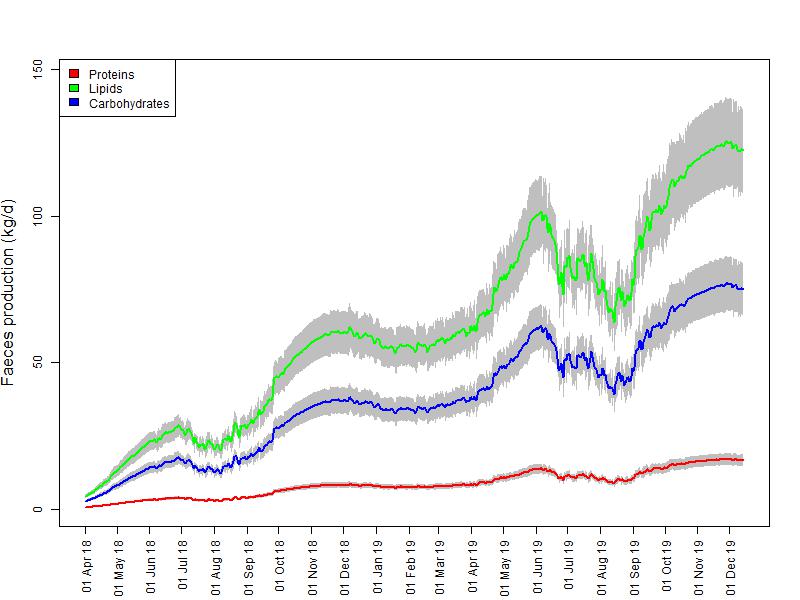 Proteins
Lipids
Carbohydrates
Faeces production (kg/d)
150
100
50
0
01 Apr 18
01 May 18
01 Jun 18
01 Jul 18
01 Aug 18
01 Sep 18
01 Oct 18
01 Nov 18
01 Dec 18
01 Jan 19
01 Feb 19
01 Mar 19
01 Apr 19
01 May 19
01 Jun 19
01 Jul 19
01 Aug 19
01 Sep 19
01 Oct 19
01 Nov 19
01 Dec 19